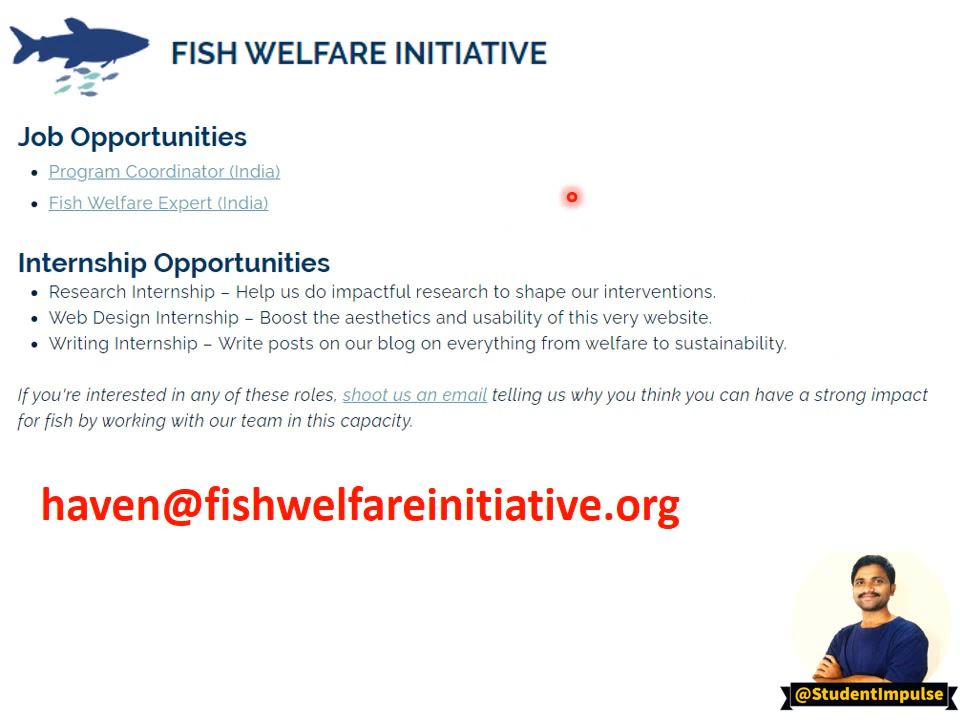 FISH WELFARE INITIATIVE
Job Opportunities
Program Coordinator (India)
Fish Welfare Expert (India)
Internship Opportunities
Research Internship – Help us do impactful research to shape our interventions.
Web Design Internship – Boost the aesthetics and usability of this very website.
Writing Internship – Write posts on our blog on everything from welfare to sustainability.
If you're interested in any of these roles, shoot us an email telling us why you think you can have a strong impact
for fish by working with our team in this capacity.
haven@fishwelfareinitiative.org
@StudentImpulse